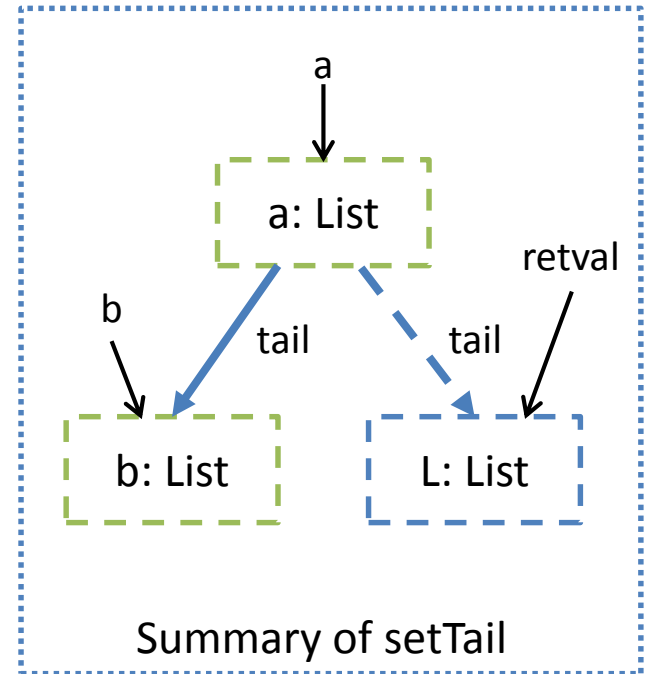 a
a: List
retval
b
tail
tail
b: List
L: List
Summary of setTail